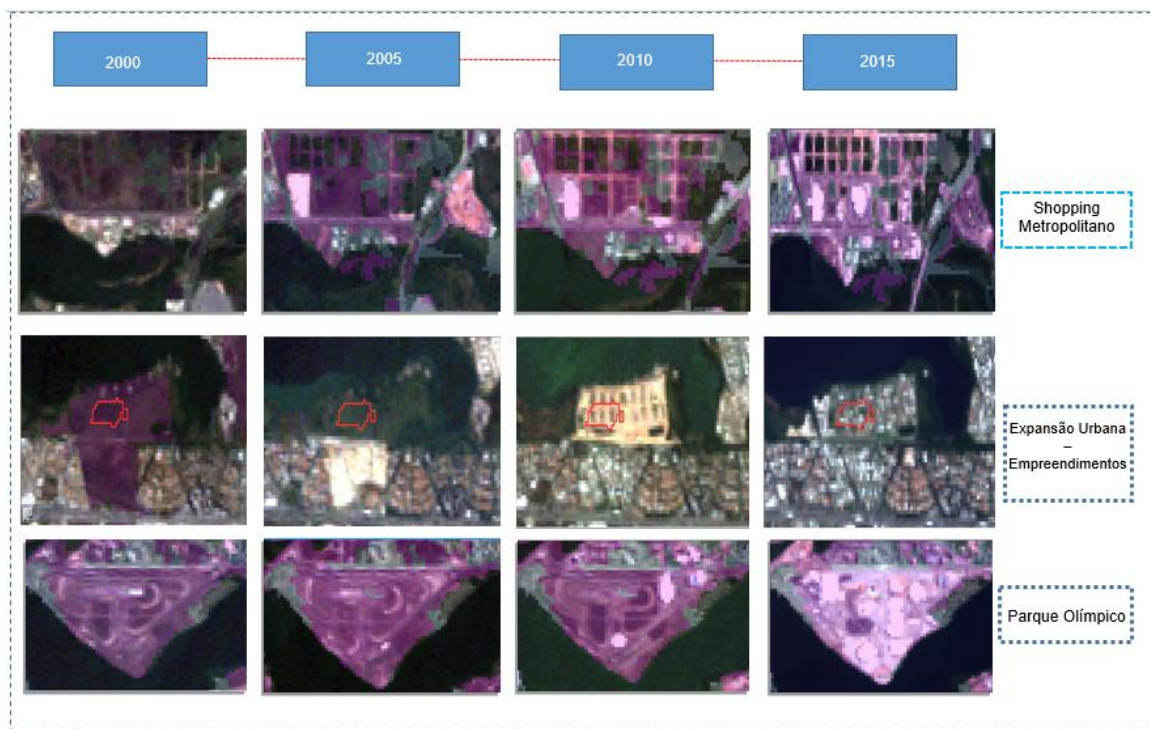 2000
2005
2010
2015
Shopping
Metropolitano
Expansão Urbana
–
Empreendimentos
Parque Olímpico